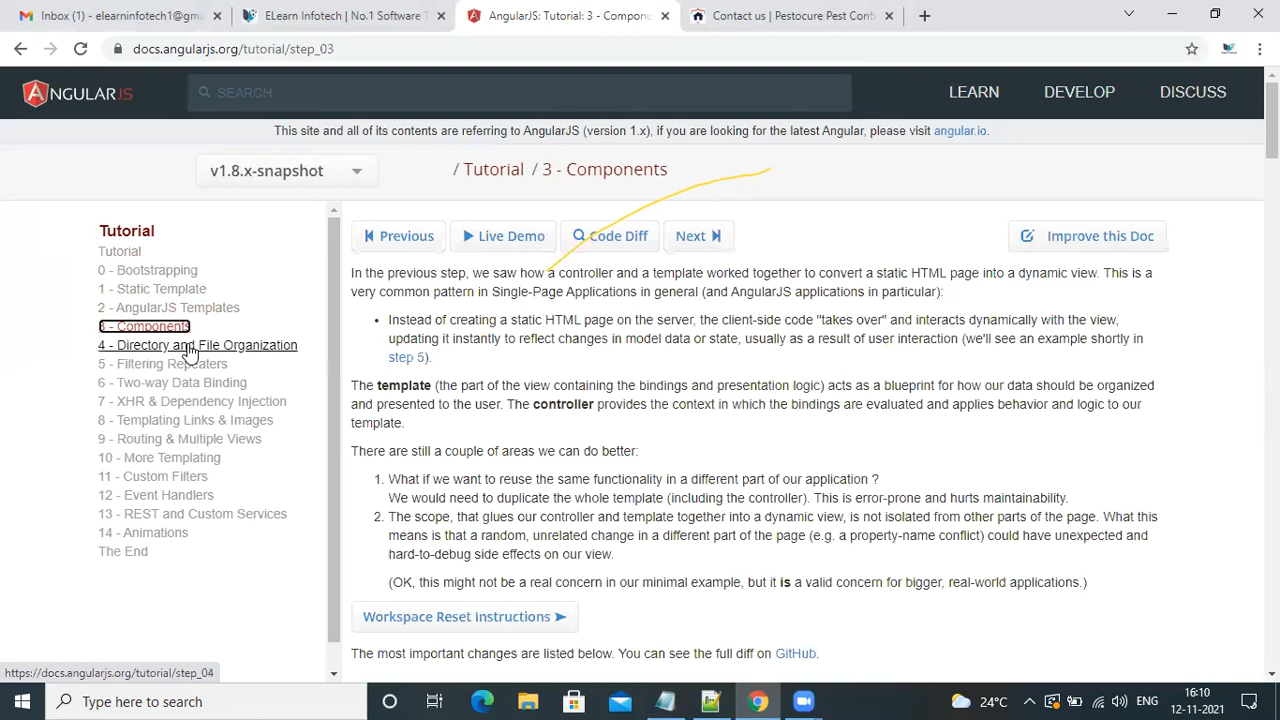 Inbox (1) - elearninfotech1@gma
ELearn Infotech | No.1 Software T
AngularJS: Tutorial: 3 - Compone
Contact us | Pestocure Pest Cont
docs.angularjs.org/tutorial/step_03
ANGULARJS
SEARCH
LEARN
DEVELOP
DISCUSS
This site and all of its contents are referring to AngularJS (version 1.x), if you are looking for the latest Angular, please visit angular.io.
v1.8.x-snapshot
/ Tutorial / 3 - Components
Tutorial
Tutorial
0 - Bootstrapping
1 - Static Template
2 - AngularJS Templates
3 - Components
4 - Directory and File Organization
5 - Filtering Repeaters
6 - Two-way Data Binding
7 - XHR & Dependency Injection
8 - Templating Links & Images
9 - Routing & Multiple Views
10 - More Templating
11 - Custom Filters
12 - Event Handlers
13 - REST and Custom Services
14 - Animations
The End
Previous
Live Demo
Code Diff
Next
Improve this Doc
In the previous step, we saw how a controller and a template worked together to convert a static HTML page into a dynamic view. This is a
very common pattern in Single-Page Applications in general (and AngularJS applications in particular):
• Instead of creating a static HTML page on the server, the client-side code "takes over" and interacts dynamically with the view,
updating it instantly to reflect changes in model data or state, usually as a result of user interaction (we'll see an example shortly in
step 5).
The template (the part of the view containing the bindings and presentation logic) acts as a blueprint for how our data should be organized
and presented to the user. The controller provides the context in which the bindings are evaluated and applies behavior and logic to our
template.
There are still a couple of areas we can do better:
1. What if we want to reuse the same functionality in a different part of our application ?
We would need to duplicate the whole template (including the controller). This is error-prone and hurts maintainability.
2. The scope, that glues our controller and template together into a dynamic view, is not isolated from other parts of the page. What this
means is that a random, unrelated change in a different part of the page (e.g. a property-name conflict) could have unexpected and
hard-to-debug side effects on our view.
(OK, this might not be a real concern in our minimal example, but it is a valid concern for bigger, real-world applications.)
Workspace Reset Instructions
The most important changes are listed below. You can see the full diff on GitHub.
https://docs.angularjs.org/tutorial/step_04
Type here to search
24°C
ENG
16:10
12-11-2021